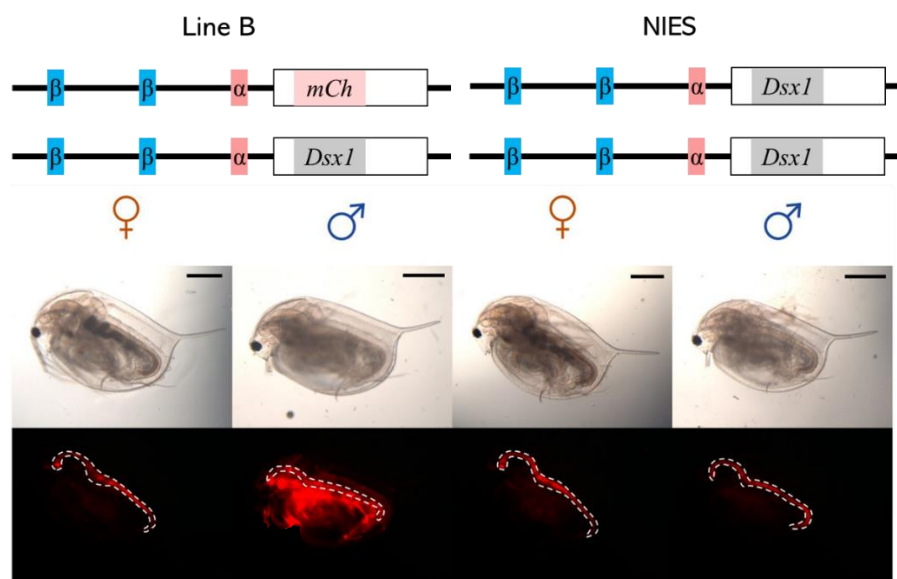 Line B NIES
β β α mCh β β α Dsx1
β β α Dsx1 β β α Dsx1
♀ ♂ ♀ ♂